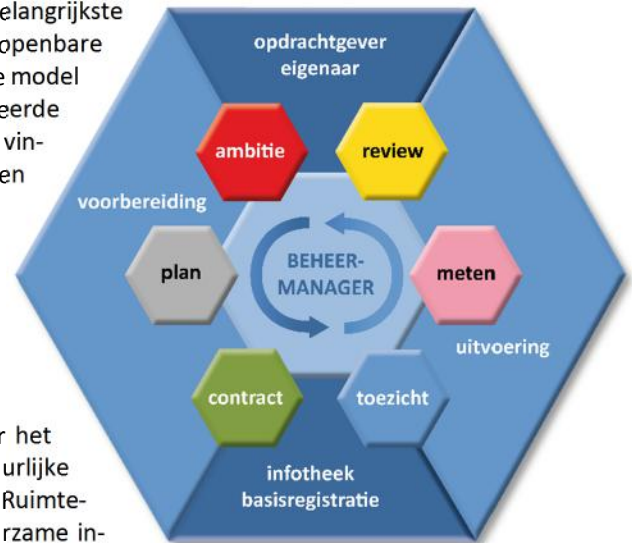 elangrijkste
openbare
e model
eerde
vin-
en
r het
urlijke
Ruimte-
rzame in-
opdrachtgever
eigenaar
ambitie
review
voorbereiding
plan
BEHEER-
MANAGER
meten
uitvoering
contract
toezicht
infotheek
basisregistratie